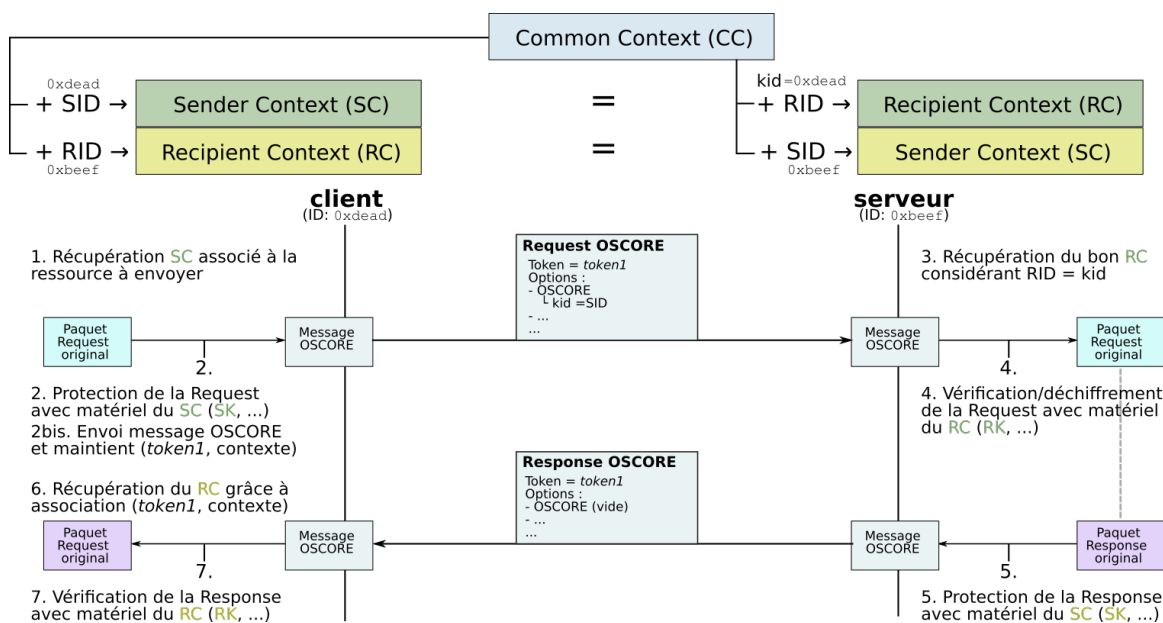 Common Context (CC)
0xdead
+ SID → Sender Context (SC)
=
kid=0xdead
+ RID → Recipient Context (RC)
+ RID → Recipient Context (RC)
0xbeef
=
+ SID → Sender Context (SC)
0xbeef
client
(ID: 0xdead)
serveur
(ID: 0xbeef)
1. Récupération SC associé à la
ressource à envoyer
Request OSCORE
Token = token1
Options :
- OSCORE
└ kid =SID
- ...
...
3. Récupération du bon RC
considérant RID = kid
Paquet
Request
original
2.
Message
OSCORE
Message
OSCORE
4.
Paquet
Request
original
2. Protection de la Request
avec matériel du SC (SK, ...)
2bis. Envoi message OSCORE
et maintient (token1, contexte)
4. Vérification/déchiffrement
de la Request avec matériel
du RC (RK, ...)
6. Récupération du RC grâce à
association (token1, contexte)
Response OSCORE
Token = token1
Options :
- OSCORE (vide)
- ...
...
Paquet
Request
original
7.
Message
OSCORE
Message
OSCORE
5.
Paquet
Response
original
7. Vérification de la Response
avec matériel du RC (RK, ...)
5. Protection de la Response
avec matériel du SC (SK, ...)